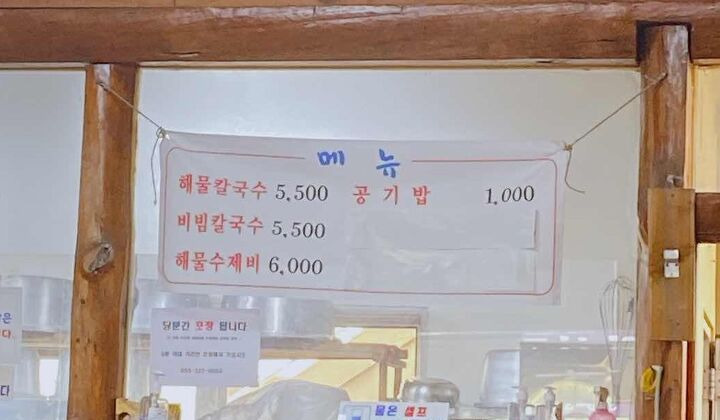 메 뉴
해물칼국수 5,500 공기밥 1,000
비빔칼국수 5,500
해물수제비 6,000
당분간 포장 됩니다
물은 셀프